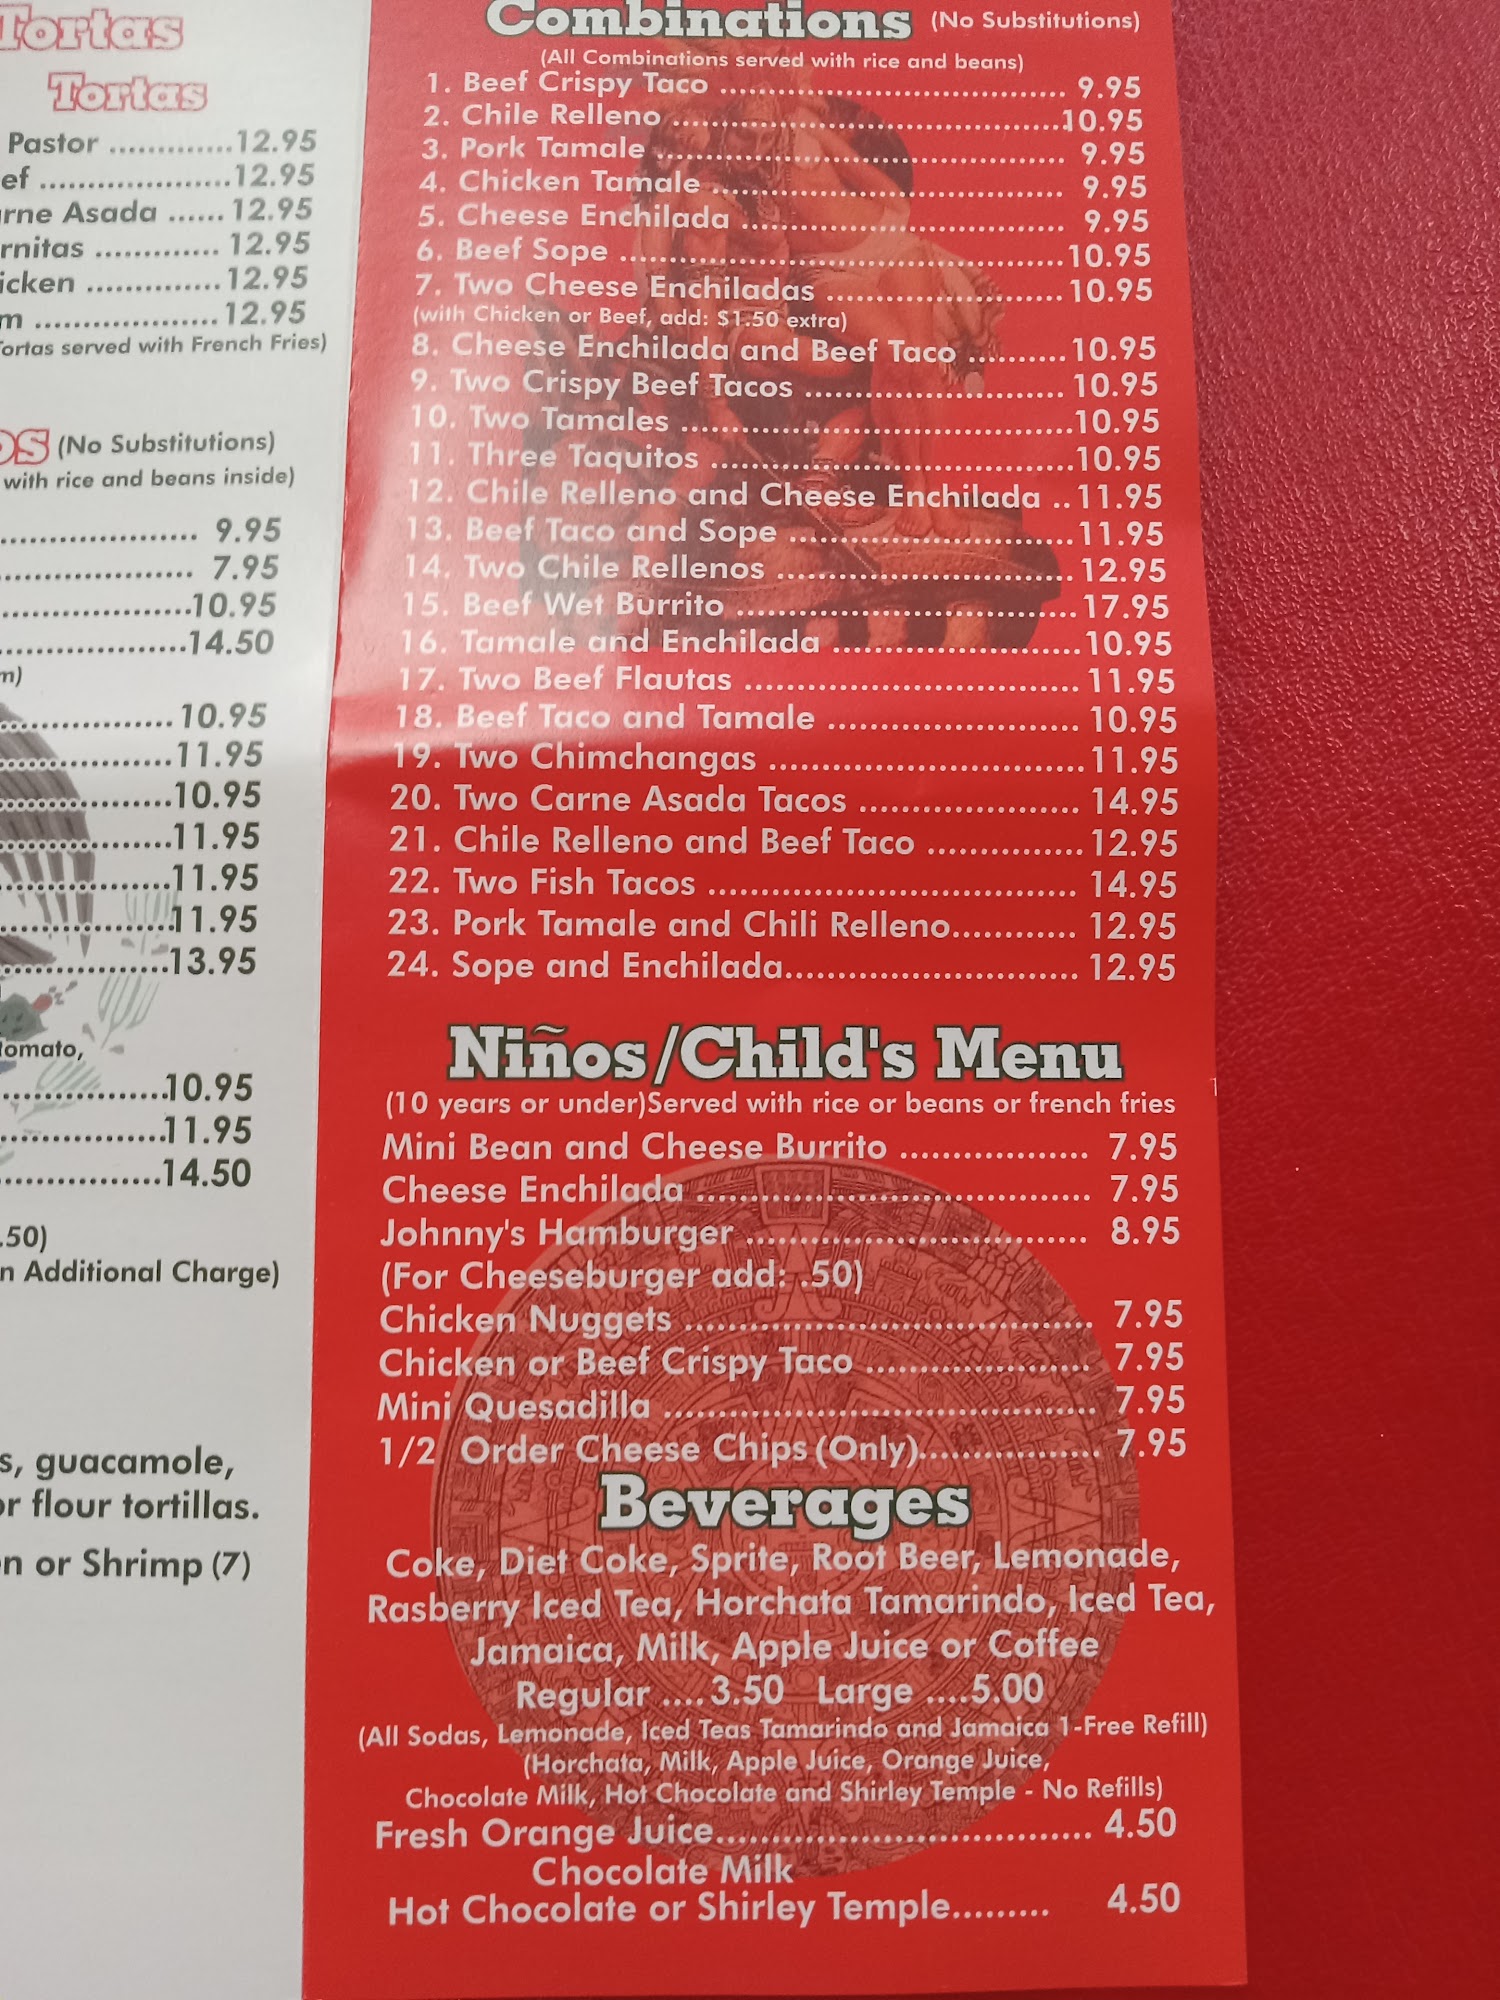 Tortas
Tortas
Pastor .............12.95
ef ....................12.95
rne Asada ...... 12.95
rnitas ............. 12.95
icken ..............12.95
m ...................12.95
Tortas served with French Fries)
OS (No Substitutions)
with rice and beans inside)
.................... 9.95
.................... 7.95
....................10.95
...................14.50
m)
.................. 10.95
..................11.95
..................10.95
..................11.95
..................11.95
..................11.95
..................13.95
tomato,
.................10.95
.................11.95
.................14.50
.50)
n Additional Charge)
s, guacamole,
or flour tortillas.
n or Shrimp (7)
Combinations (No Substitutions)
(All Combinations served with rice and beans)
1. Beef Crispy Taco .................................... 9.95
2. Chile Relleno ........................................10.95
3. Pork Tamale .......................................... 9.95
4. Chicken Tamale .................................... 9.95
5. Cheese Enchilada .................................. 9.95
6. Beef Sope .............................................10.95
7. Two Cheese Enchiladas ........................10.95
(with Chicken or Beef, add: $1.50 extra)
8. Cheese Enchilada and Beef Taco ..........10.95
9. Two Crispy Beef Tacos .......................... 10.95
10. Two Tamales ........................................10.95
11. Three Taquitos .....................................10.95
12. Chile Relleno and Cheese Enchilada ..11.95
13. Beef Taco and Sope .............................11.95
14. Two Chile Rellenos .............................. 12.95
15. Beef Wet Burrito ...................................17.95
16. Tamale and Enchilada .........................10.95
17. Two Beef Flautas .................................. 11.95
18. Beef Taco and Tamale ......................... 10.95
19. Two Chimchangas ................................11.95
20. Two Carne Asada Tacos ...................... 14.95
21. Chile Relleno and Beef Taco ............... 12.95
22. Two Fish Tacos ..................................... 14.95
23. Pork Tamale and Chili Relleno............ 12.95
24. Sope and Enchilada............................. 12.95
Niños/Child's Menu
(10 years or under)Served with rice or beans or french fries
Mini Bean and Cheese Burrito .................. 7.95
Cheese Enchilada ....................................... 7.95
Johnny's Hamburger .................................. 8.95
(For Cheeseburger add: .50)
Chicken Nuggets ........................................ 7.95
Chicken or Beef Crispy Taco ...................... 7.95
Mini Quesadilla .......................................... 7.95
1/2 Order Cheese Chips (Only).................. 7.95
Beverages
Coke, Diet Coke, Sprite, Root Beer, Lemonade,
Rasberry Iced Tea, Horchata Tamarindo, Iced Tea,
Jamaica, Milk, Apple Juice or Coffee
Regular ....3.50 Large ....5.00
(All Sodas, Lemonade, Iced Teas Tamarindo and Jamaica 1-Free Refill)
(Horchata, Milk, Apple Juice, Orange Juice,
Chocolate Milk, Hot Chocolate and Shirley Temple - No Refills)
Fresh Orange Juice...................................... 4.50
Chocolate Milk
Hot Chocolate or Shirley Temple.......... 4.50